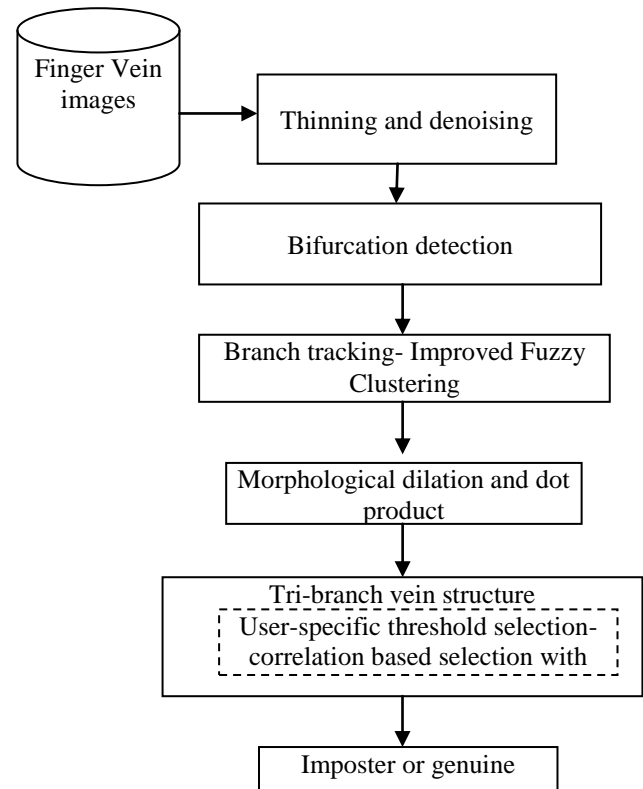 Finger Vein
images
Thinning and denoising
Bifurcation detection
Branch tracking- Improved Fuzzy
Clustering
Morphological dilation and dot
product
Tri-branch vein structure
User-specific threshold selection-
correlation based selection with
Imposter or genuine